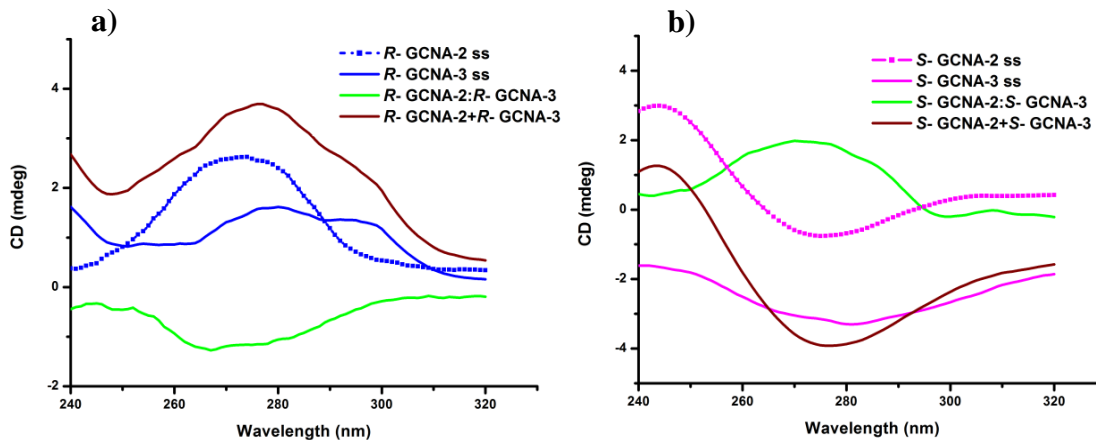 a)
R- GCNA-2 ss
R- GCNA-3 ss
R- GCNA-2:R- GCNA-3
R- GCNA-2+R- GCNA-3
CD (mdeg)
4
2
0
-2
240
260
280
300
320
Wavelength (nm)
b)
S- GCNA-2 ss
S- GCNA-3 ss
S- GCNA-2:S- GCNA-3
S- GCNA-2+S- GCNA-3
CD (mdeg)
4
2
0
-2
-4
240
260
280
300
320
Wavelength (nm)